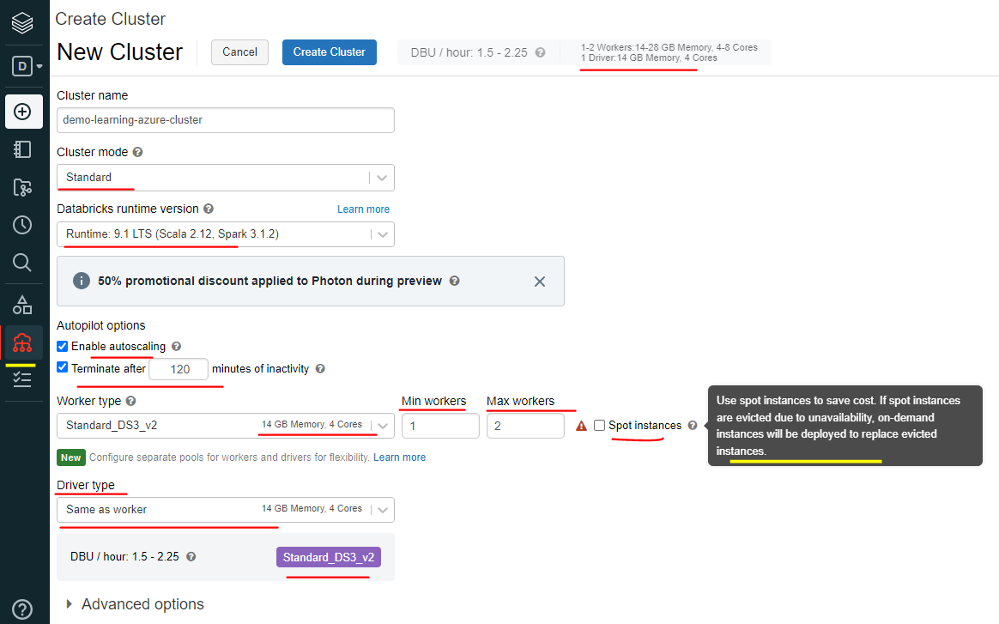 Create Cluster
New Cluster
Cancel
Create Cluster
DBU / hour: 1.5 - 2.25
1-2 Workers:14-28 GB Memory, 4-8 Cores
1 Driver:14 GB Memory, 4 Cores
D
Cluster name
demo-learning-azure-cluster
Cluster mode
Standard
Databricks runtime version
Learn more
Runtime: 9.1 LTS (Scala 2.12, Spark 3.1.2)
50% promotional discount applied to Photon during preview
Autopilot options
Enable autoscaling
Terminate after 120 minutes of inactivity
Worker type
Min workers
Max workers
Standard_DS3_v2
14 GB Memory, 4 Cores
1
2
Spot instances
Use spot instances to save cost. If spot instances
are evicted due to unavailability, on-demand
instances will be deployed to replace evicted
instances.
New Configure separate pools for workers and drivers for flexibility. Learn more
Driver type
Same as worker
14 GB Memory, 4 Cores
DBU / hour: 1.5 - 2.25
Standard_DS3_v2
Advanced options